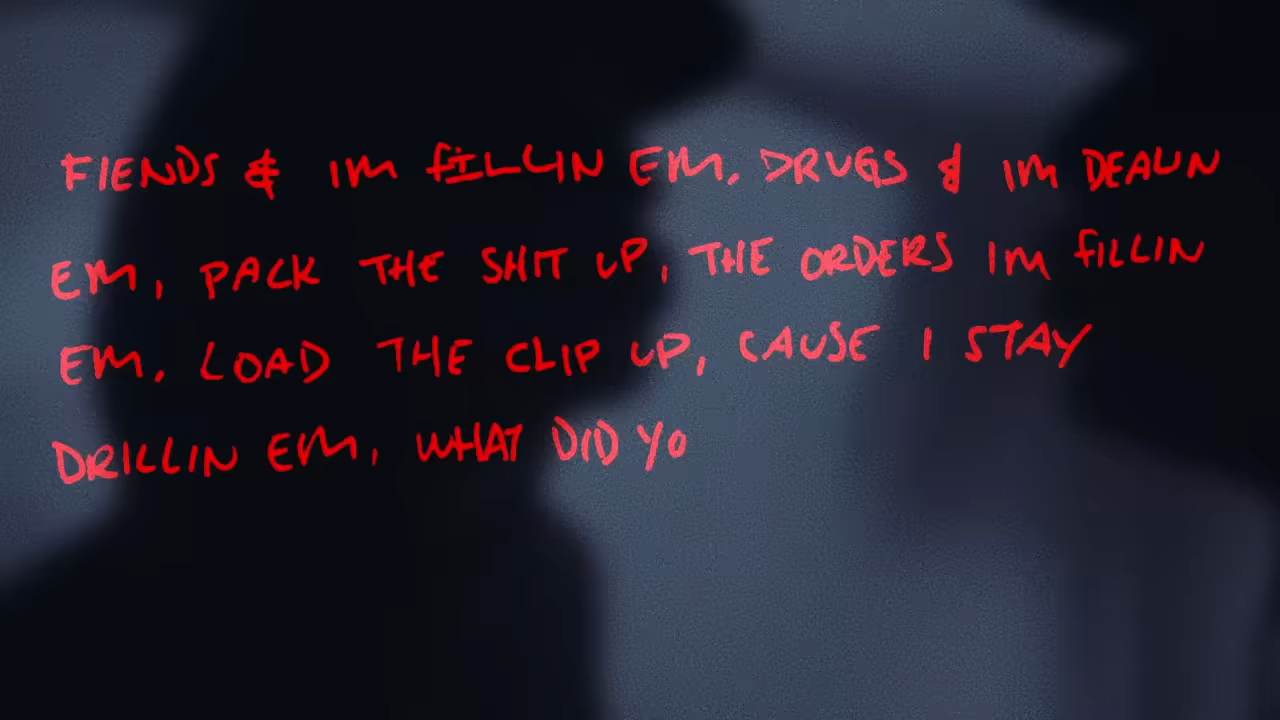 FIENDS & IM FILLIN EM. DRUGS & IM DEALIN
EM, PACK THE SHIT UP, THE ORDERS IM FILLIN
EM. LOAD THE CLIP UP, CAUSE I STAY
DRILLIN EM, WHAT DID YO